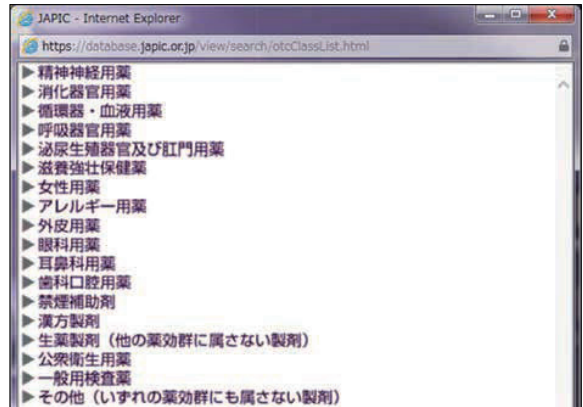 JAPIC - Internet Explorer
https://database.japic.or.jp/view/search/otcClassList.html
▶精神神経用薬
▶消化器官用薬
▶循環器・血液用薬
▶呼吸器官用薬
▶泌尿生殖器官及び肛門用薬
▶滋養強壮保健薬
▶女性用薬
▶アレルギー用薬
▶外皮用薬
▶眼科用薬
▶耳鼻科用薬
▶歯科口腔用薬
▶禁煙補助剤
▶漢方製剤
▶生薬製剤（他の薬効群に属さない製剤）
▶公衆衛生用薬
▶一般用検査薬
▶その他（いずれの薬効群にも属さない製剤）